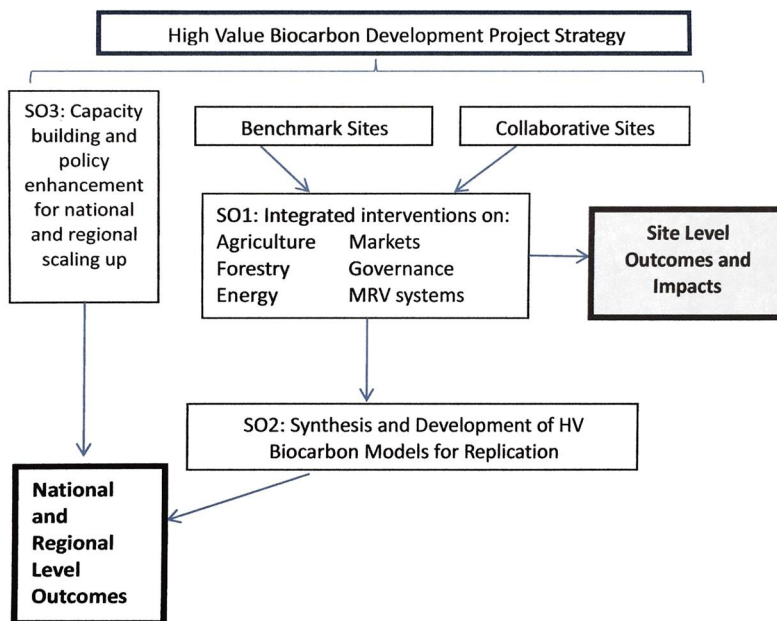 High Value Biocarbon Development Project Strategy
SO3: Capacity
building and
policy
enhancement
for national
and regional
scaling up
Benchmark Sites
Collaborative Sites
SO1: Integrated interventions on:
Agriculture Markets
Forestry Governance
Energy MRV systems
Site Level
Outcomes and
Impacts
SO2: Synthesis and Development of HV
Biocarbon Models for Replication
National
and
Regional
Level
Outcomes